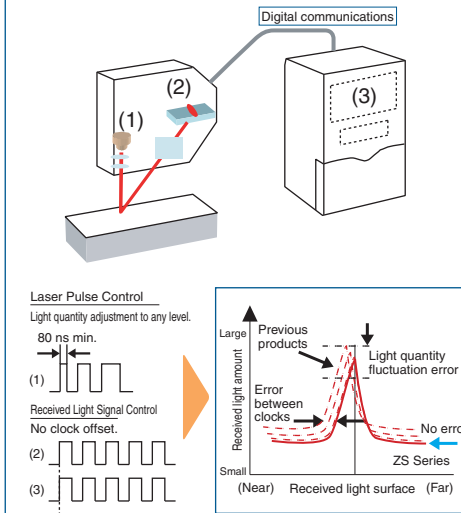 Digital communications
(1)
(2)
(3)
Laser Pulse Control
Light quantity adjustment to any level.
80 ns min.
(1)
Received Light Signal Control
No clock offset.
(2)
(3)
Received light amount
Large
Small
Previous
products
Error
between
clocks
Light quantity
fluctuation error
No erro
ZS Series
(Near)
Received light surface
(Far)